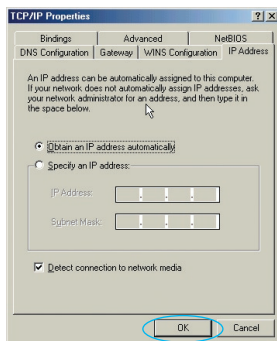 TCP/IP Properties
Bindings Advanced NetBIOS
DNS Configuration Gateway WINS Configuration IP Address
An IP address can be automatically assigned to this computer.
If your network does not automatically assign IP addresses, ask
your network administrator for an address, and then type it in
the space below.
Obtain an IP address automatically
Specify an IP address:
IP Address:
Subnet Mask:
Detect connection to network media
OK Cancel